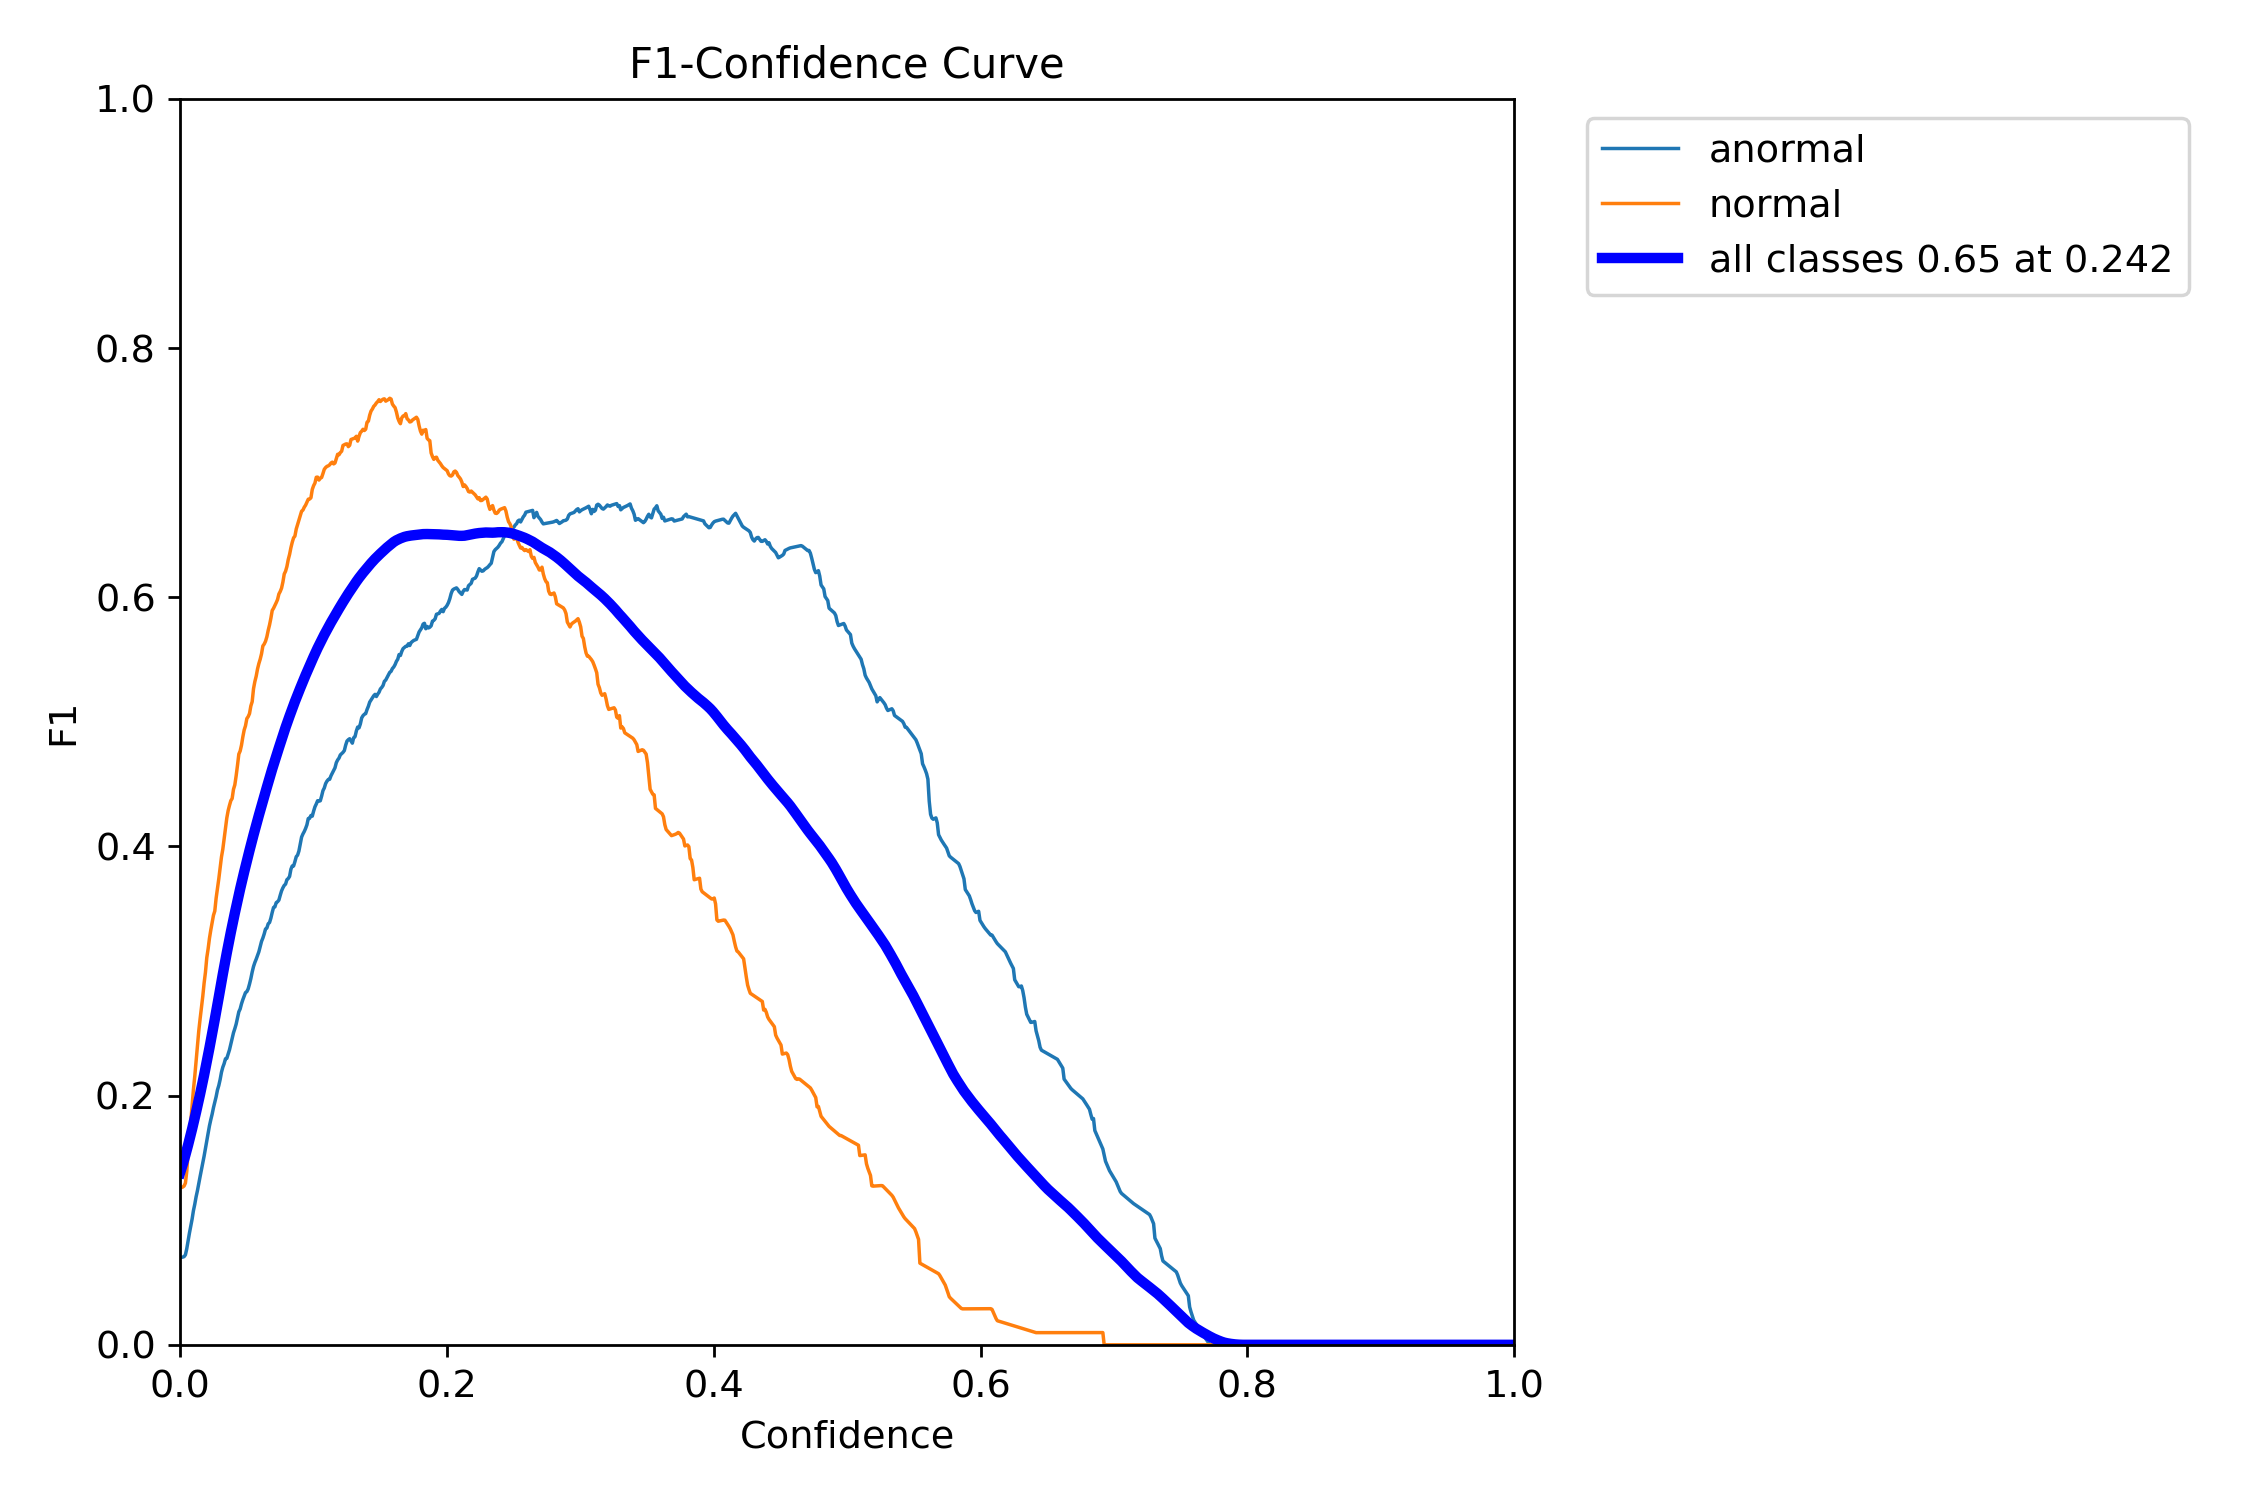 F1-Confidence Curve
1.0
0.8
0.6
0.4
0.2
0.0
F1
0.0 0.2 0.4 0.6 0.8 1.0
Confidence
anormal
normal
all classes 0.65 at 0.242